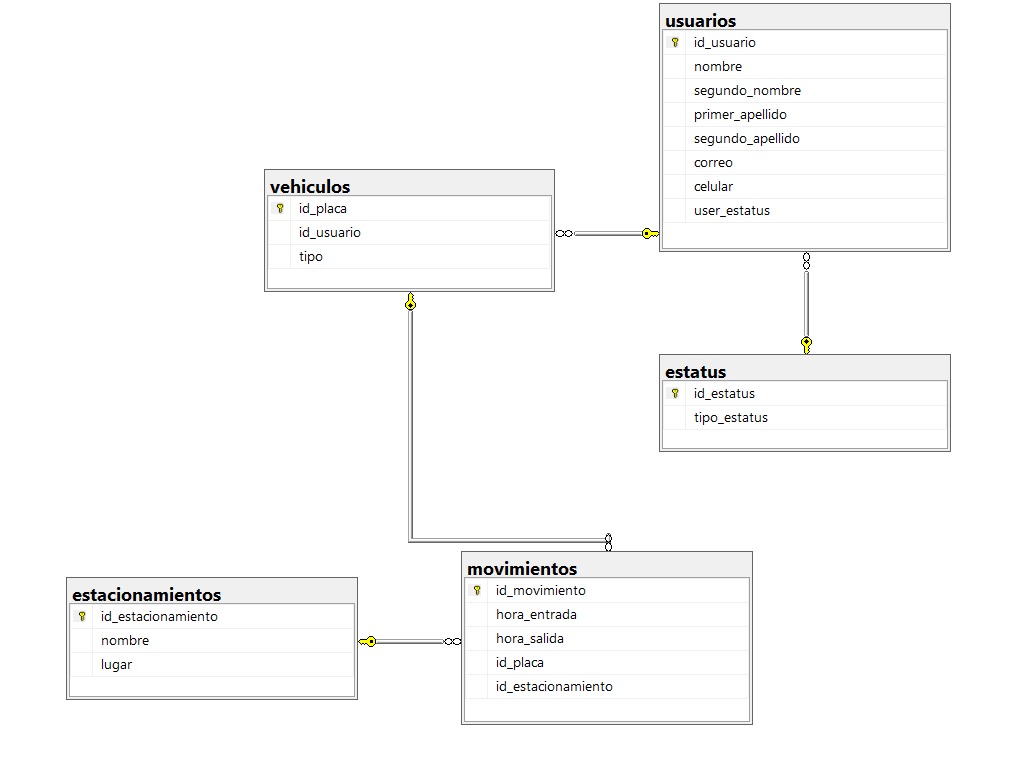 usuarios
id_usuario
nombre
segundo_nombre
primer_apellido
segundo_apellido
correo
celular
user_estatus
vehiculos
id_placa
id_usuario
tipo
estatus
id_estatus
tipo_estatus
movimientos
id_movimiento
hora_entrada
hora_salida
id_placa
id_estacionamiento
estacionamientos
id_estacionamiento
nombre
lugar